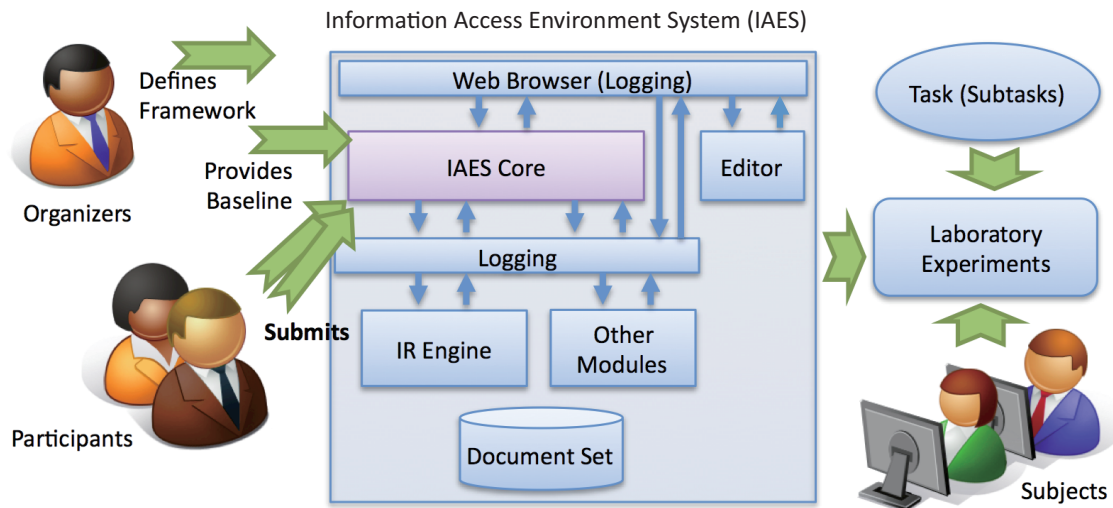 Information Access Environment System (IAES)
Defines
Framework
Web Browser (Logging)
Task (Subtasks)
IAES Core
Editor
Provides
Baseline
Organizers
Laboratory
Experiments
Logging
Submits
IR Engine
Other
Modules
Participants
Document Set
Subjects